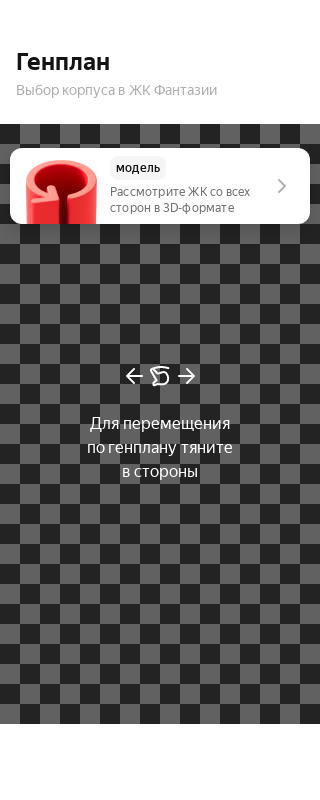 Генплан
Выбор корпуса в ЖК Фантазии
модель
Рассмотрите ЖК со всех
сторон в 3D-формате
Для перемещения
по генплану тяните
в стороны